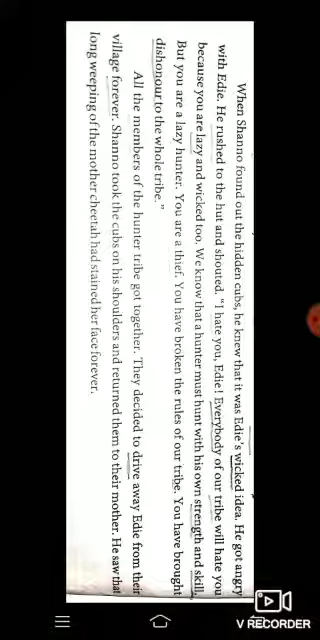 When Shanno found out the hidden cubs, he knew that it was Edie's wicked idea. He got angry
with Edie. He rushed to the hut and shouted. "I hate you, Edie! Everybody of our tribe will hate you
because you are lazy and wicked too. We know that a hunter must hunt with his own strength and skill.
But you are a lazy hunter. You are a thief. You have broken the rules of our tribe. You have brought
dishonour to the whole tribe."
All the members of the hunter tribe got together. They decided to drive away Edie from their
village forever. Shanno took the cubs on his shoulders and returned them to their mother. He saw that
long weeping of the mother cheetah had stained her face forever.
V RECORDER